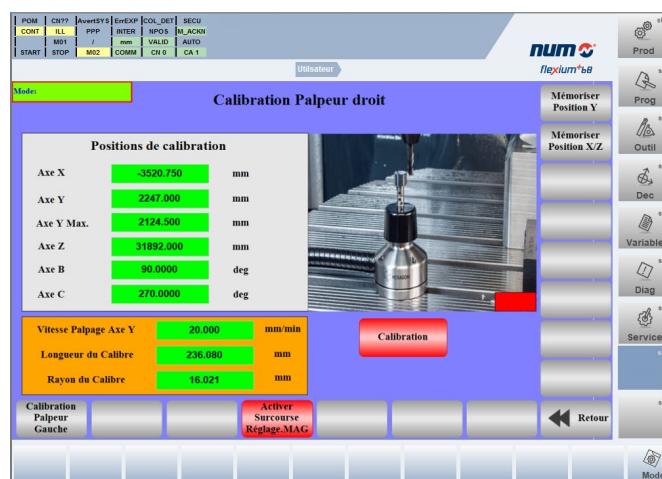 POM CN?? AvertSYS ErrEXP COL_DET SECU
CONT ILL PPP INTER NPOS M_ACKN
M01 / mm VALID AUTO
START STOP M02 COMM CN 0 CA 1
Utilisateur
num
flexium+68
Mode:
Calibration Palpeur droit
Mémoriser
Position Y
Mémoriser
Position X/Z
Positions de calibration
Axe X -3520.750 mm
Axe Y 2247.000 mm
Axe Y Max. 2124.500 mm
Axe Z 31892.000 mm
Axe B 90.0000 deg
Axe C 270.0000 deg
HEXAGON
Vitesse Palpage Axe Y 20.000 mm/min
Longueur du Calibre 236.080 mm
Rayon du Calibre 16.021 mm
Calibration
Calibration
Palpeur
Gauche
Activer
Surcourse
Réglage.MAG
Retour
Prod
Prog
Outil
Dec
Variable
Diag
Service
Mode